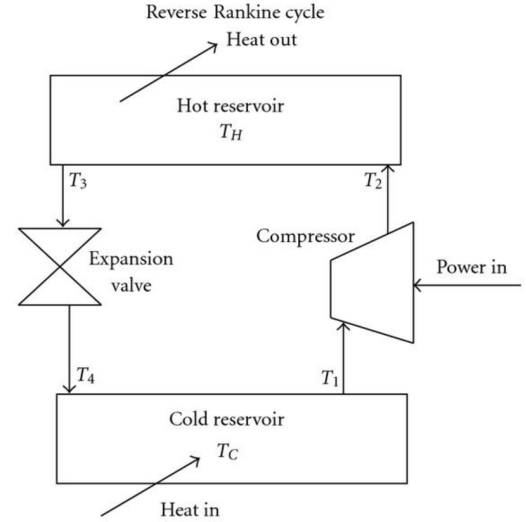 Reverse Rankine cycle
Heat out
Hot reservoir
T_H
T_3
T_2
Compressor
Expansion
valve
Power in
T_4
T_1
Cold reservoir
T_C
Heat in